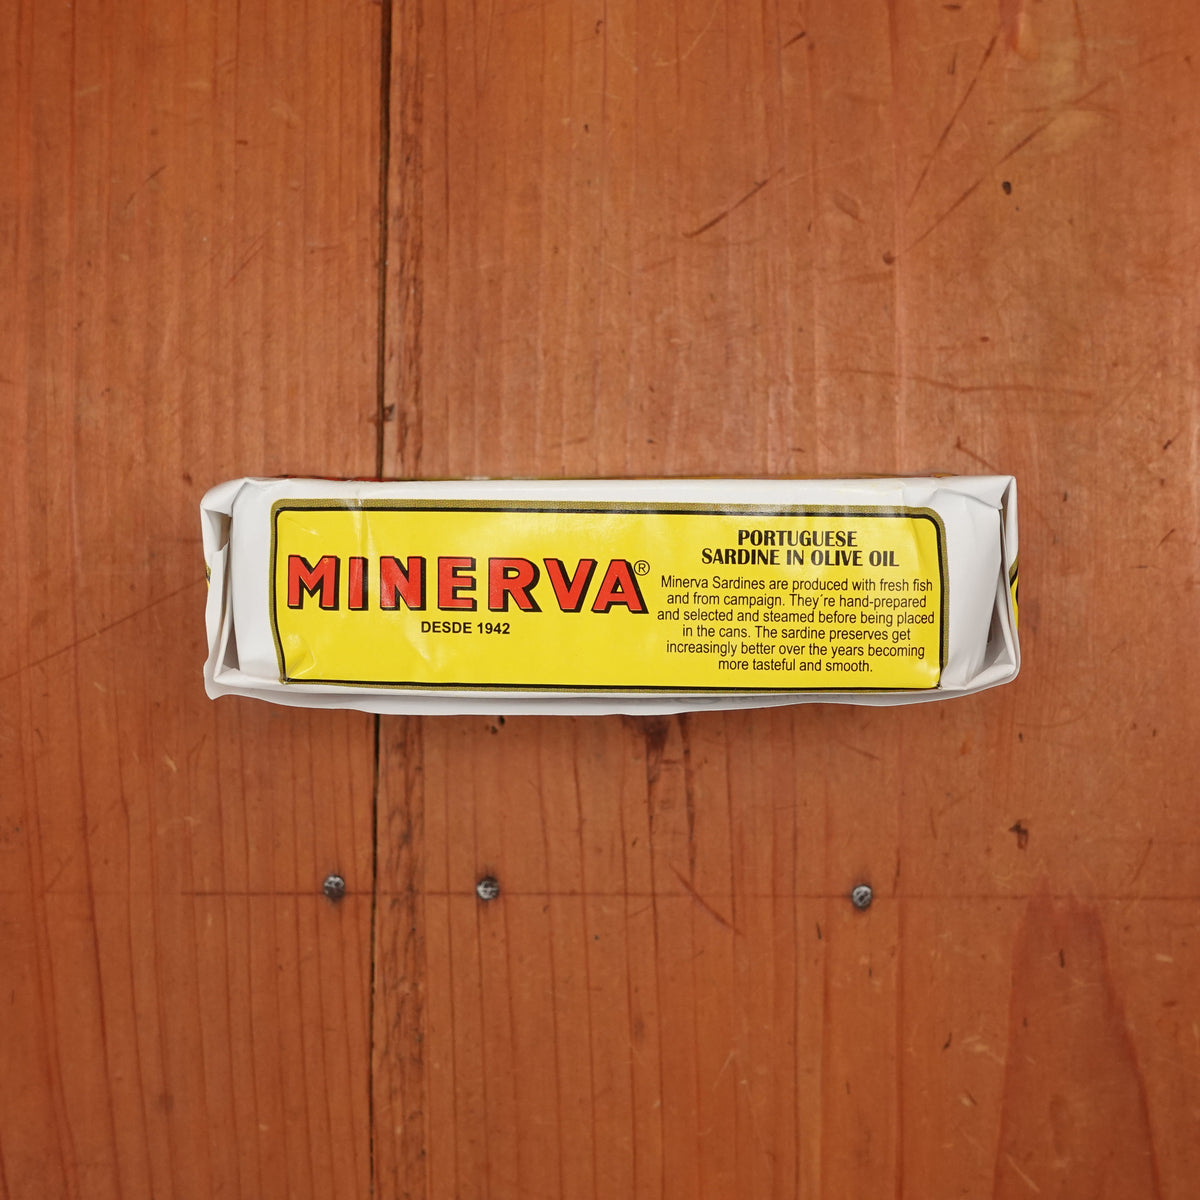 MINERVA®
DESDE 1942
PORTUGUESE
SARDINE IN OLIVE OIL
Minerva Sardines are produced with fresh fish
and from campaign. They´re hand-prepared
and selected and steamed before being placed
in the cans. The sardine preserves get
increasingly better over the years becoming
more tasteful and smooth.